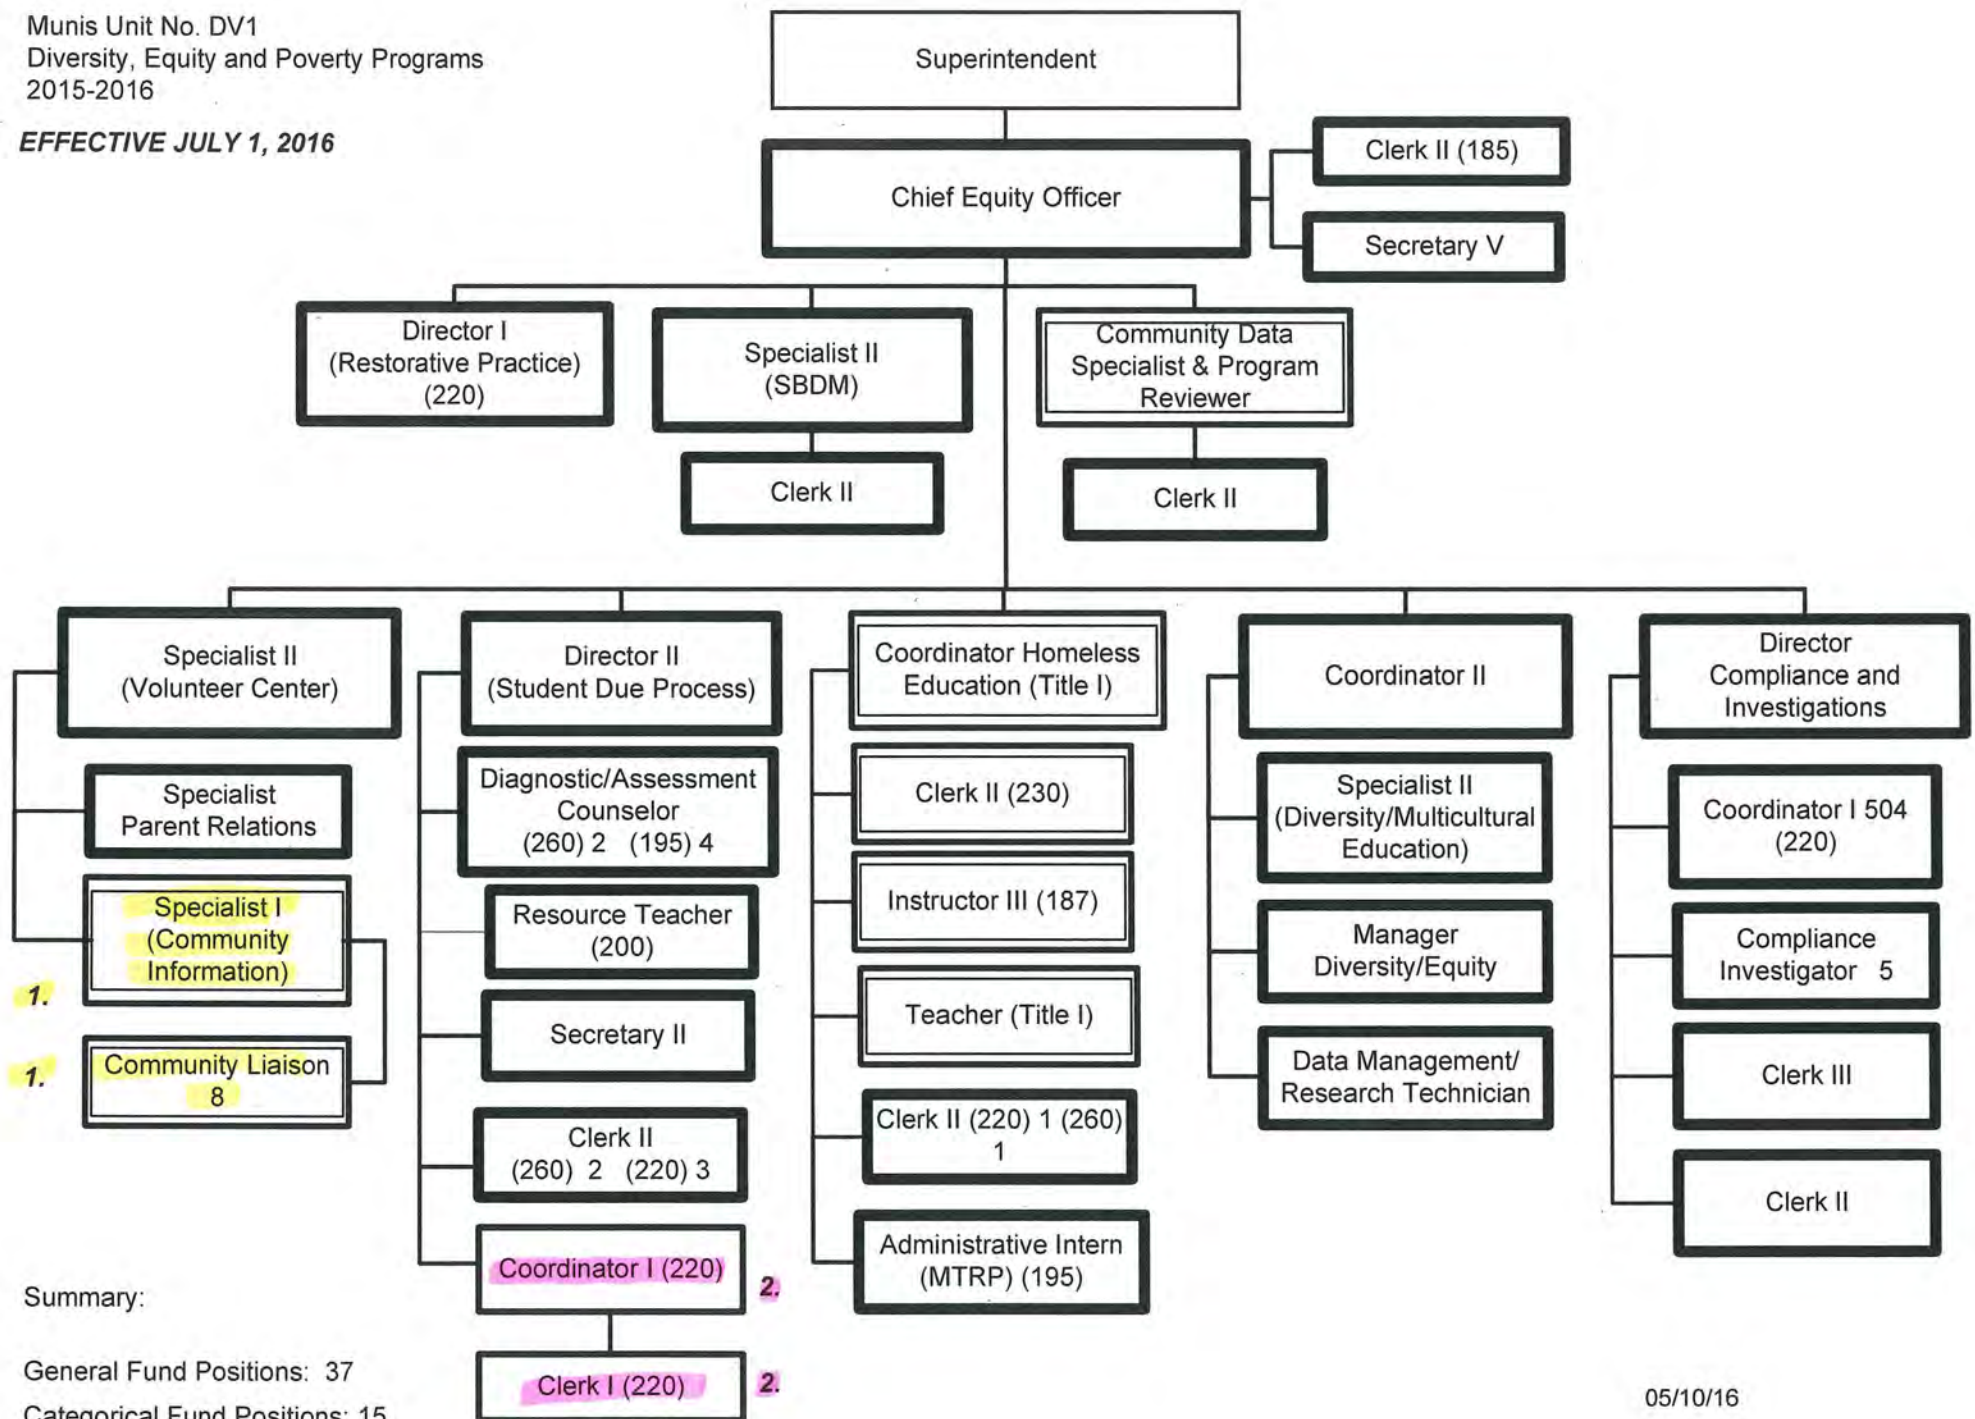 Munis Unit No. DV1
Diversity, Equity and Poverty Programs
2015-2016
EFFECTIVE JULY 1, 2016
Superintendent
Chief Equity Officer
Clerk II (185)
Secretary V
Director I
(Restorative Practice)
(220)
Specialist II
(SBDM)
Community Data
Specialist & Program
Reviewer
Clerk II
Clerk II
Specialist II
(Volunteer Center)
Specialist
Parent Relations
Specialist I
(Community
Information)
1.
Community Liaison
8
1.
Director II
(Student Due Process)
Diagnostic/Assessment
Counselor
(260) 2 (195) 4
Resource Teacher
(200)
Secretary II
Clerk II
(260) 2 (220) 3
Coordinator I (220)
2.
Clerk I (220)
2.
Coordinator Homeless
Education (Title I)
Clerk II (230)
Instructor III (187)
Teacher (Title I)
Clerk II (220) 1 (260)
1
Administrative Intern
(MTRP) (195)
Coordinator II
Specialist II
(Diversity/Multicultural
Education)
Manager
Diversity/Equity
Data Management/
Research Technician
Director
Compliance and
Investigations
Coordinator I 504
(220)
Compliance
Investigator 5
Clerk III
Clerk II
Summary:
General Fund Positions: 37
Categorical Fund Positions: 15
05/10/16